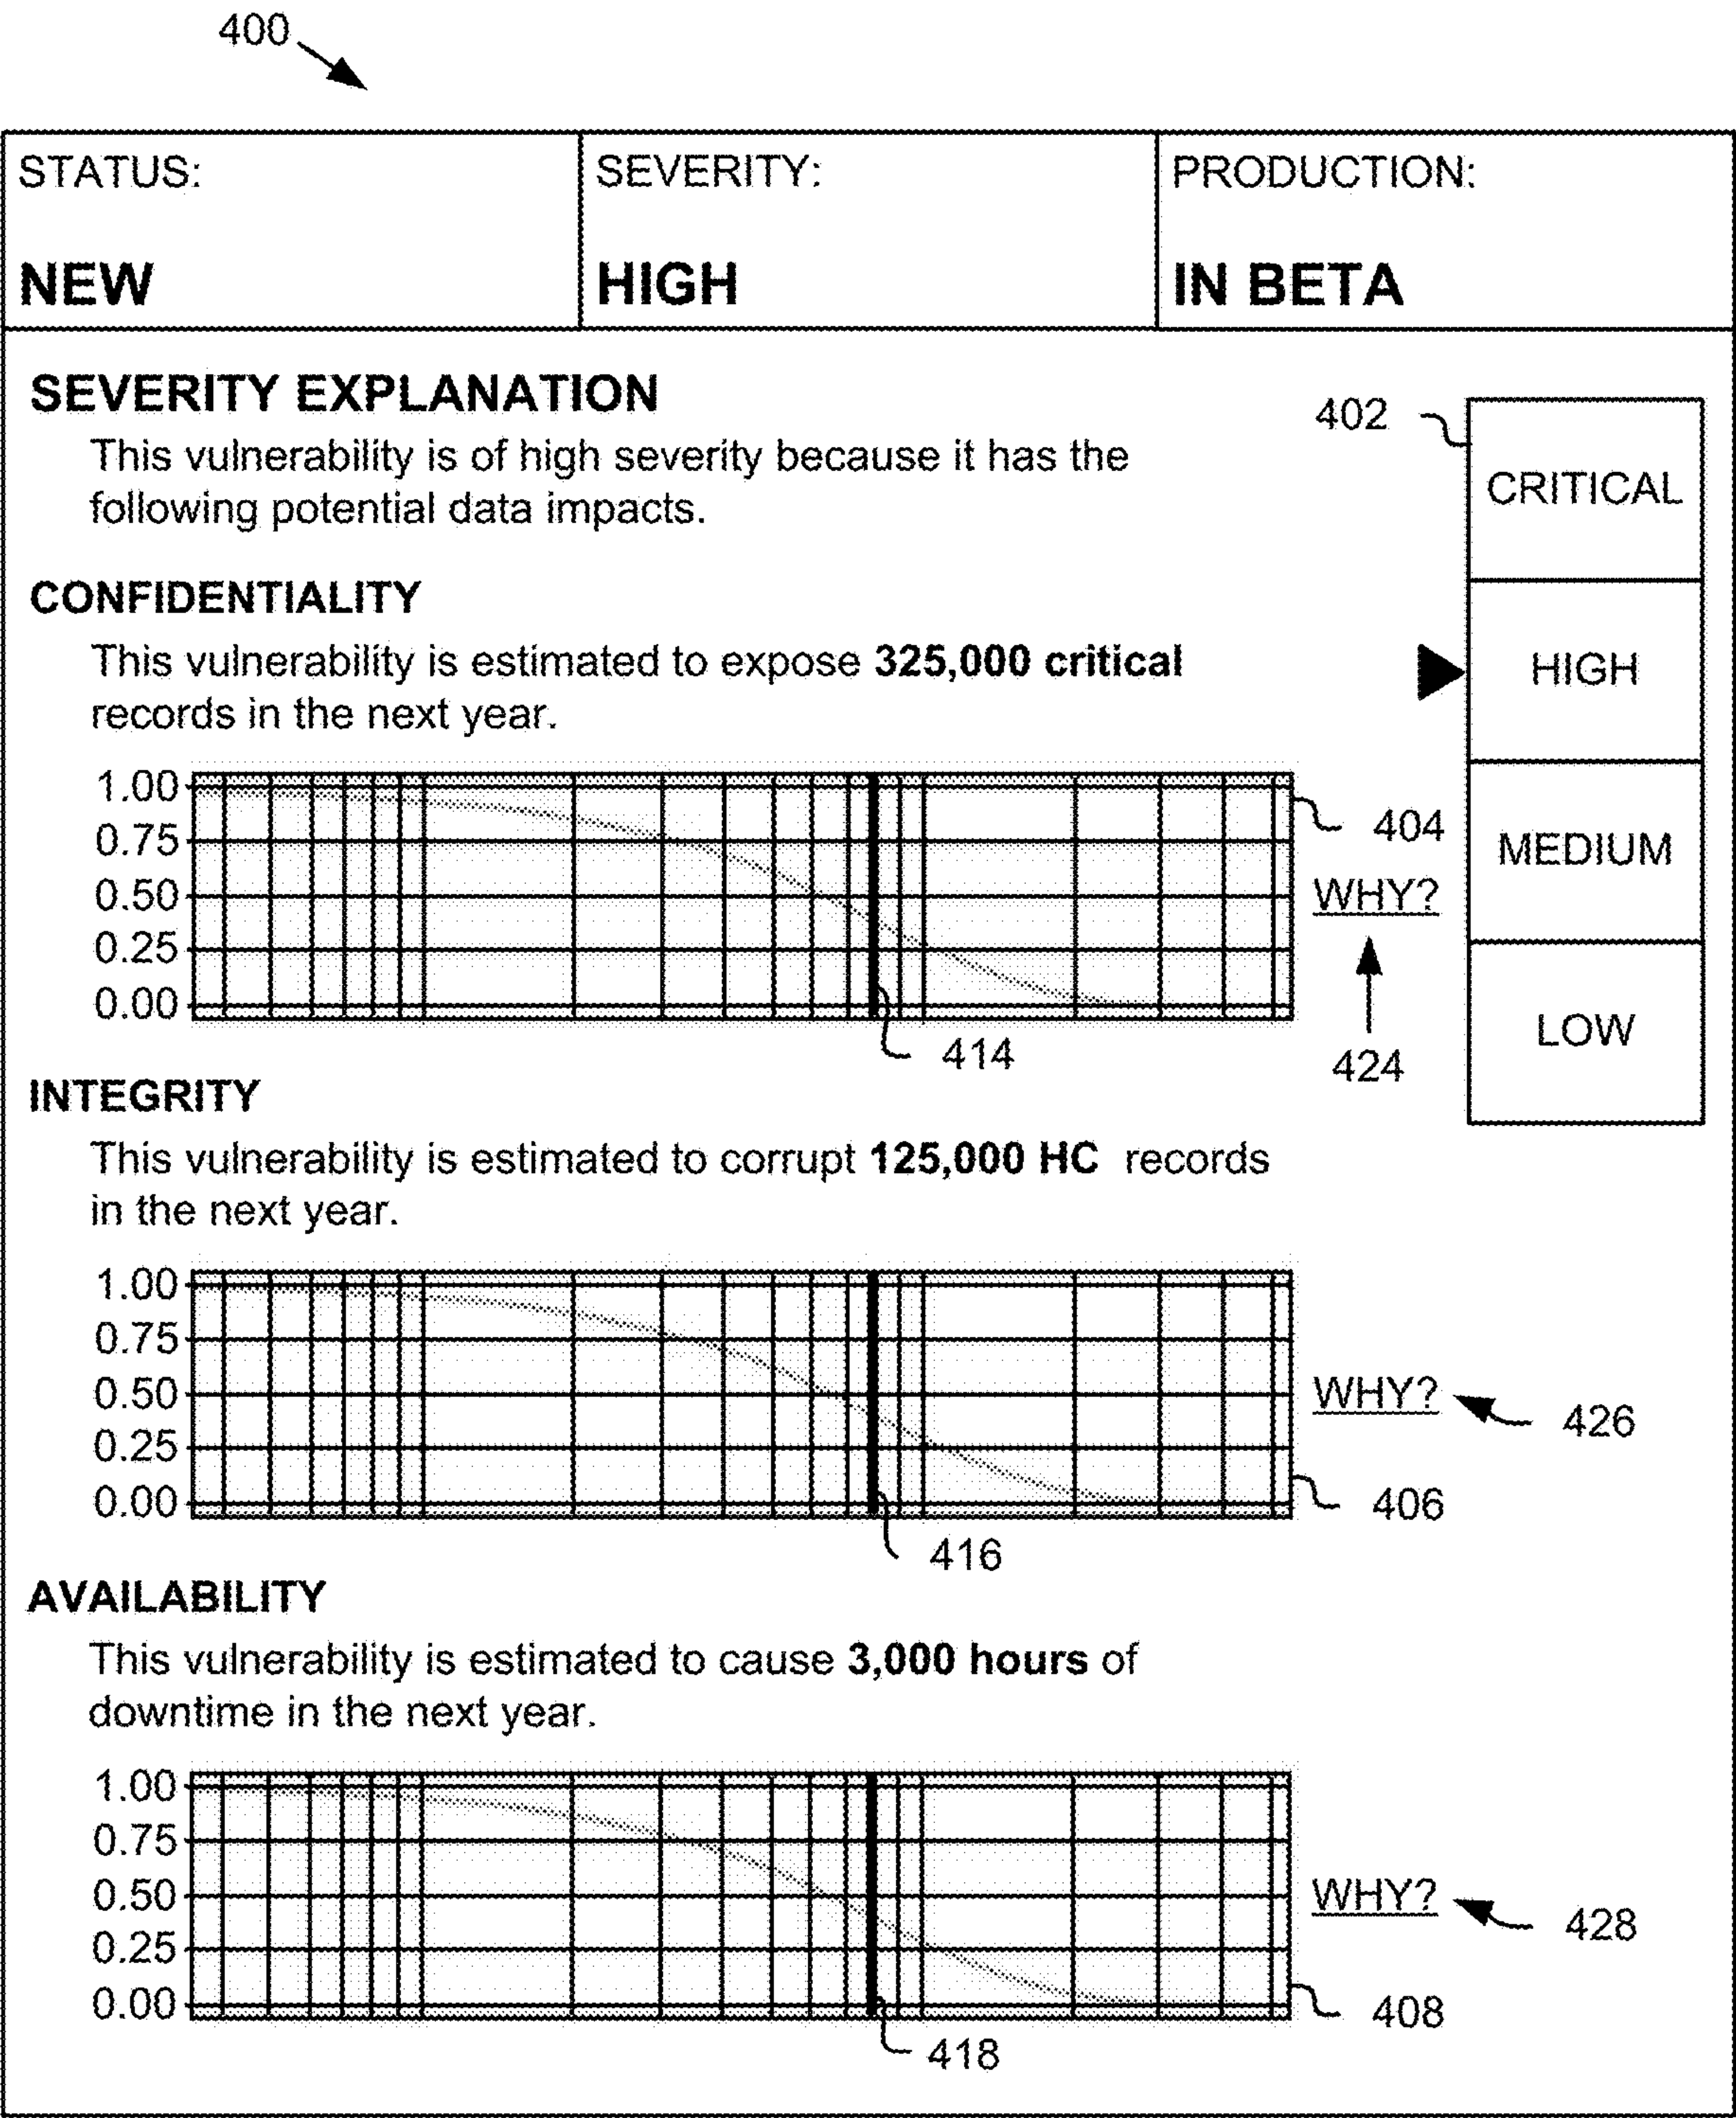 400
STATUS:
NEW
SEVERITY:
HIGH
PRODUCTION:
IN BETA
SEVERITY EXPLANATION
This vulnerability is of high severity because it has the
following potential data impacts.
402
CRITICAL
HIGH
MEDIUM
LOW
CONFIDENTIALITY
This vulnerability is estimated to expose 325,000 critical
records in the next year.
1.00
0.75
0.50
0.25
0.00
404
WHY?
424
414
INTEGRITY
This vulnerability is estimated to corrupt 125,000 HC records
in the next year.
1.00
0.75
0.50
0.25
0.00
WHY?
426
406
416
AVAILABILITY
This vulnerability is estimated to cause 3,000 hours of
downtime in the next year.
1.00
0.75
0.50
0.25
0.00
WHY?
428
408
418